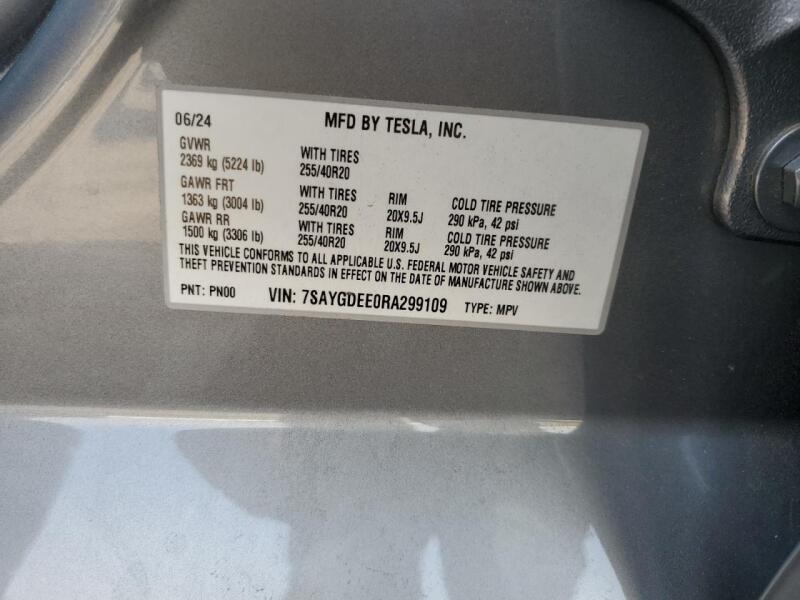 06/24 MFD BY TESLA, INC.
GVWR
2369 kg (5224 lb) WITH TIRES 255/40R20
GAWR FRT
1363 kg (3004 lb) WITH TIRES 255/40R20 RIM 20X9.5J COLD TIRE PRESSURE 290 kPa, 42 psi
GAWR RR
1500 kg (3306 lb) WITH TIRES 255/40R20 RIM 20X9.5J COLD TIRE PRESSURE 290 kPa, 42 psi
THIS VEHICLE CONFORMS TO ALL APPLICABLE U.S. FEDERAL MOTOR VEHICLE SAFETY AND
THEFT PREVENTION STANDARDS IN EFFECT ON THE DATE OF MANUFACTURE SHOWN ABOVE.
PNT: PN00 VIN: 7SAYGDEE0RA299109 TYPE: MPV